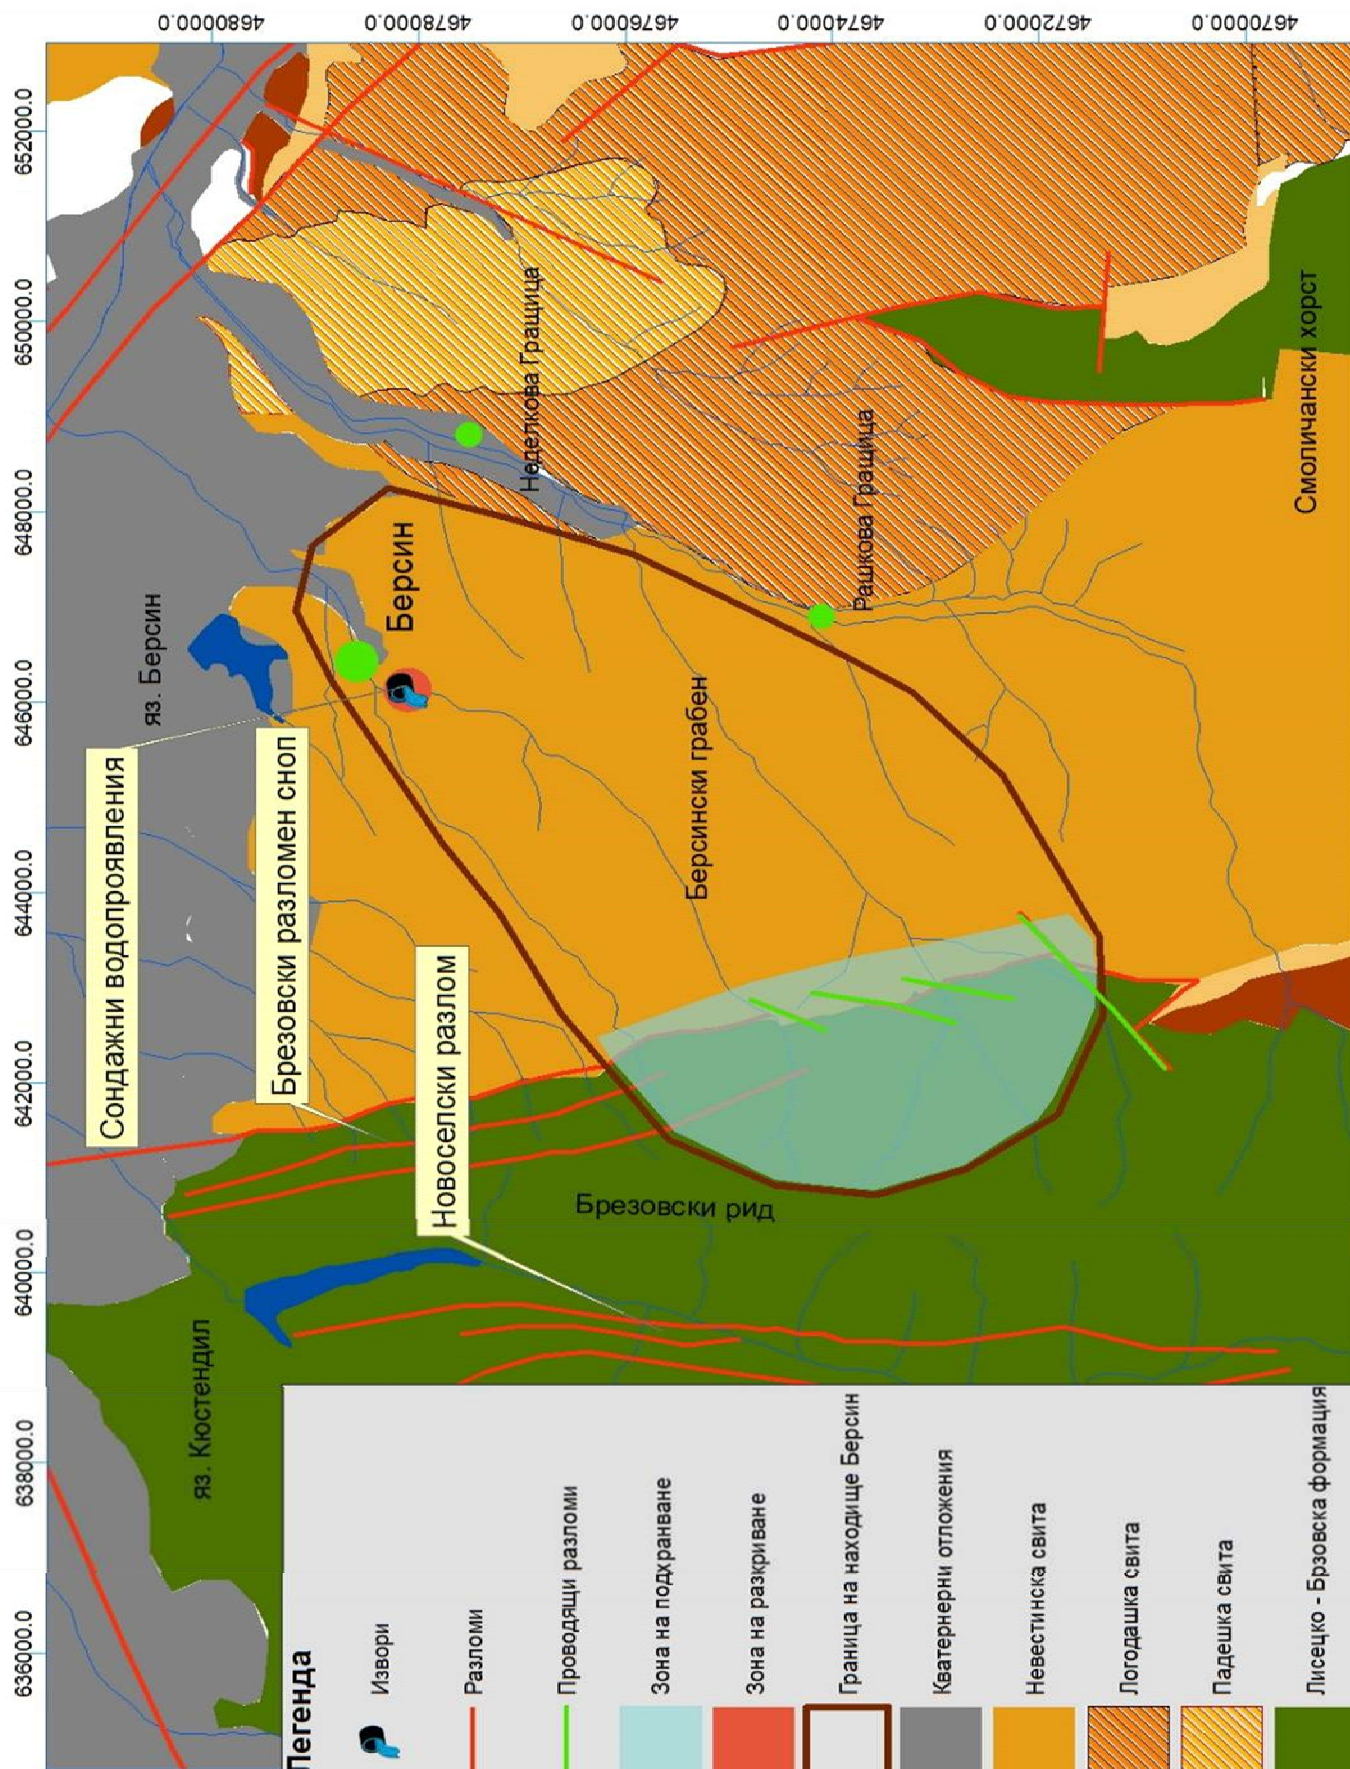 636000.0
638000.0
640000.0
642000.0
644000.0
646000.0
648000.0
650000.0
652000.0
4680000.0
4678000.0
4676000.0
4674000.0
4672000.0
4670000.0
яз. Кюстендил
Сондажни водопроявления
яз. Берсин
Брезовски разломен сноп
Новоселски разлом
Берсин
Неделкова Гращица
Брезовски рид
Берсински грабен
Рашкова Гращица
Смоличански хорст
Легенда
Извори
Разломи
Проводящи разломи
Зона на подхранване
Зона на разкриване
Граница на находище Берсин
Кватернерни отложения
Невестинска свита
Логодашка свита
Падешка свита
Лисецко - Брзовска формация